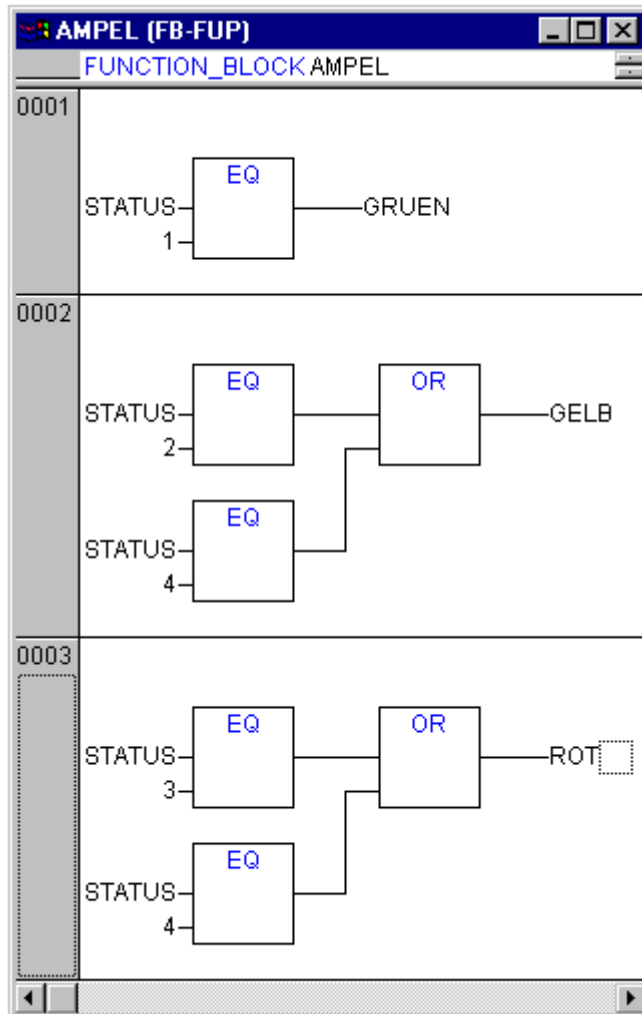 AMPEL (FB-FUP)
FUNCTION_BLOCK AMPEL
0001
EQ
STATUS
GRUEN
1
0002
EQ
OR
STATUS
GELB
2
EQ
STATUS
4
0003
EQ
OR
STATUS
ROT
3
EQ
STATUS
4